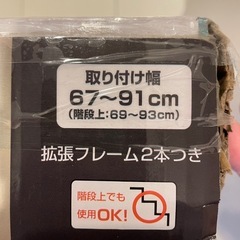 取り付け幅
67～91cm
(階段上:69～93cm)
拡張フレーム2本つき
階段上でも
使用OK!